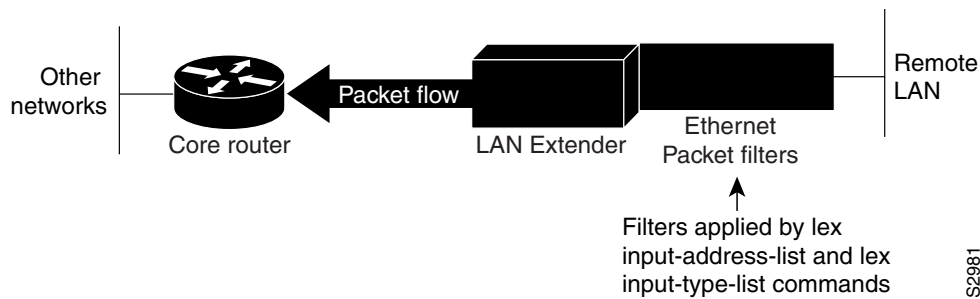 Other
networks
Core router
Packet flow
LAN Extender
Ethernet
Packet filters
Remote
LAN
Filters applied by lex
input-address-list and lex
input-type-list commands
S2981